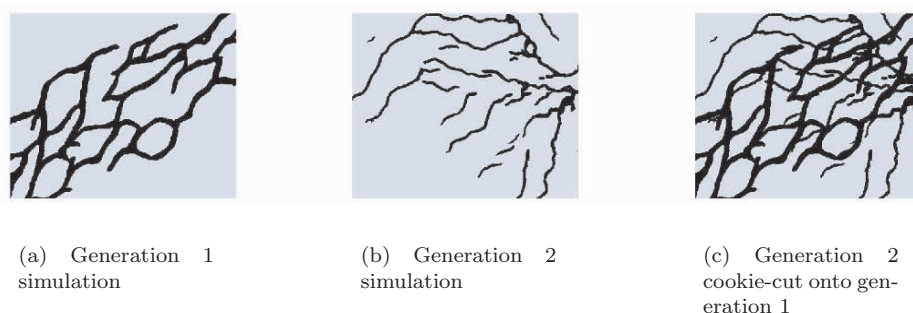 (a) Generation 1
simulation
(b) Generation 2
simulation
(c) Generation 2
cookie-cut onto gen-
eration 1